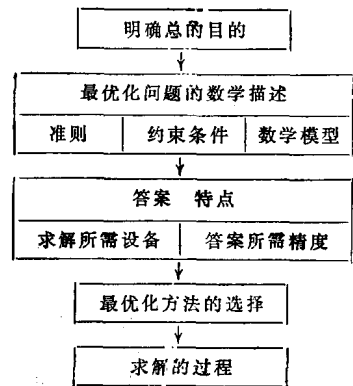 明确总的目的
最优化问题的数学描述
准则 约束条件 数学模型
答案 特点
求解所需设备 答案所需精度
最优化方法的选择
求解的过程